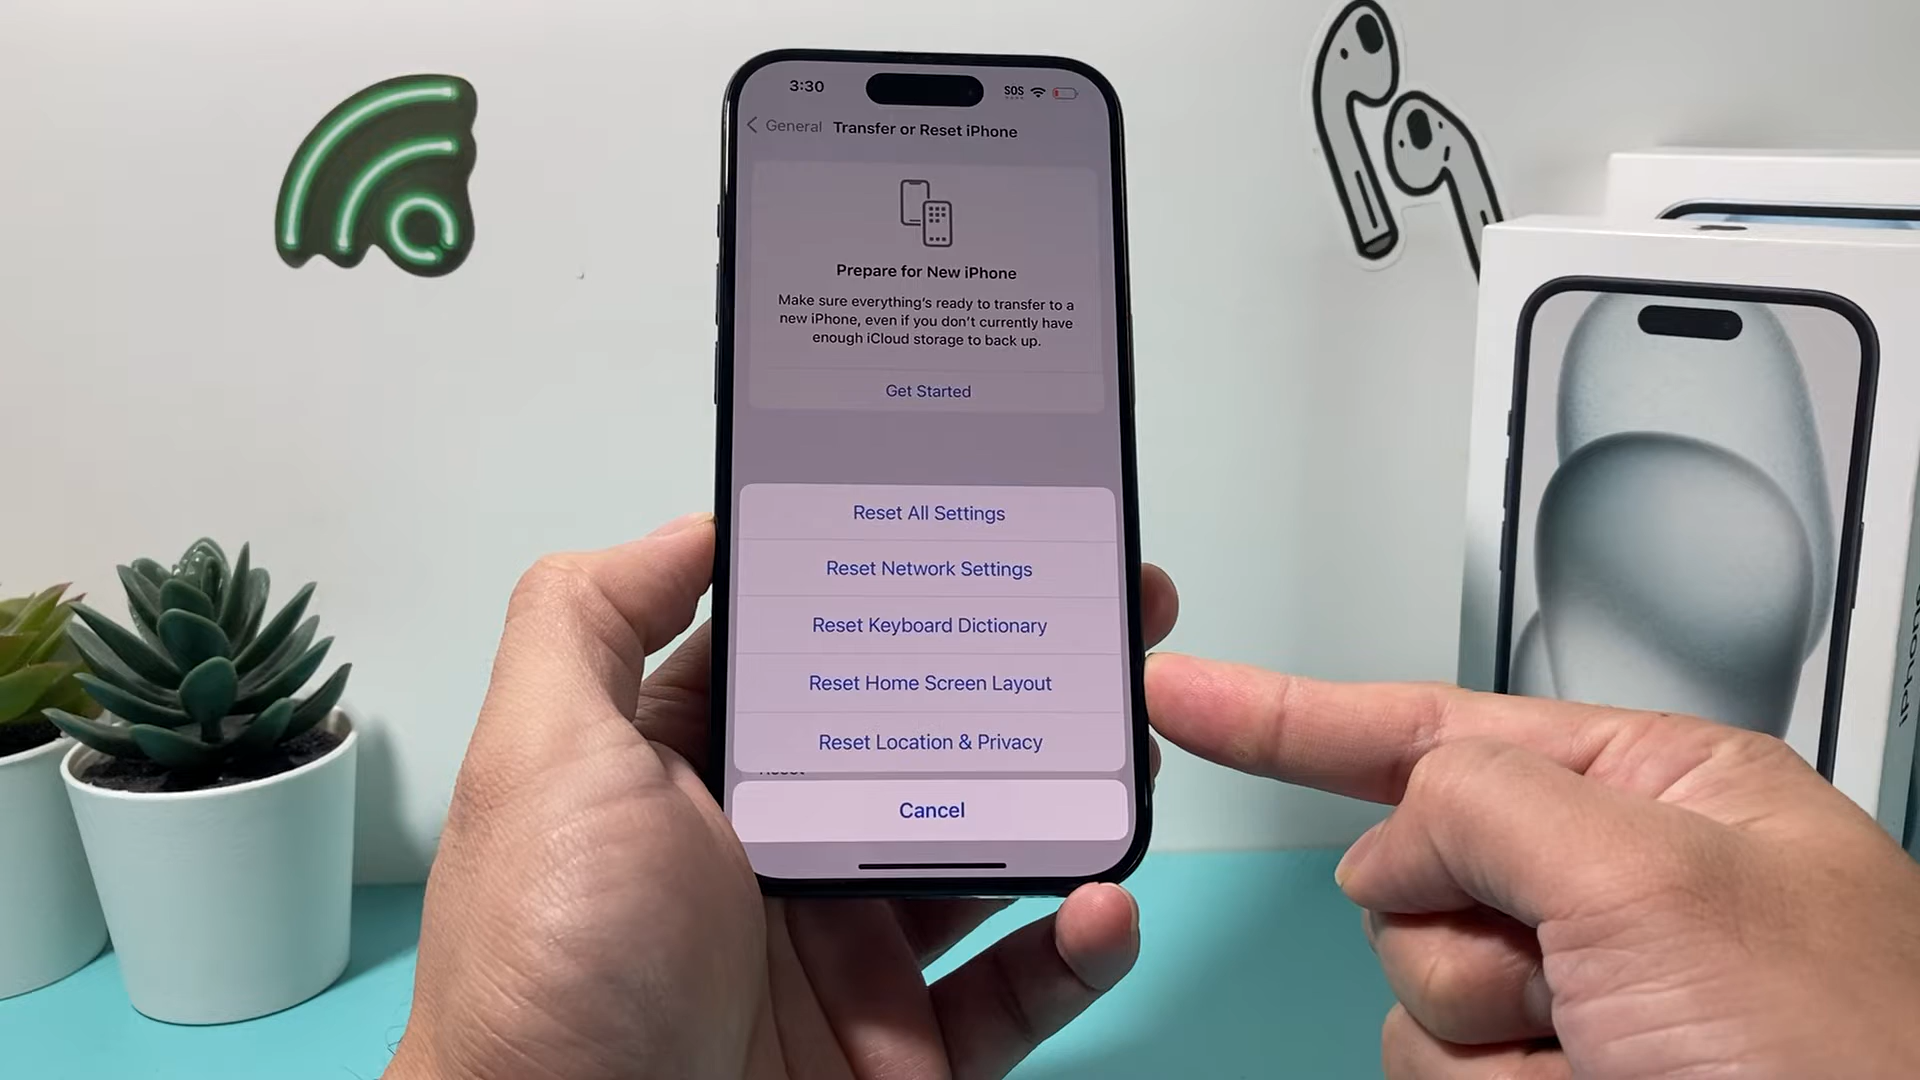 3:30
SOS
General
Transfer or Reset iPhone
Prepare for New iPhone
Make sure everything's ready to transfer to a
new iPhone, even if you don't currently have
enough iCloud storage to back up.
Get Started
Reset All Settings
Reset Network Settings
Reset Keyboard Dictionary
Reset Home Screen Layout
Reset Location & Privacy
Reset
Cancel
iPhone